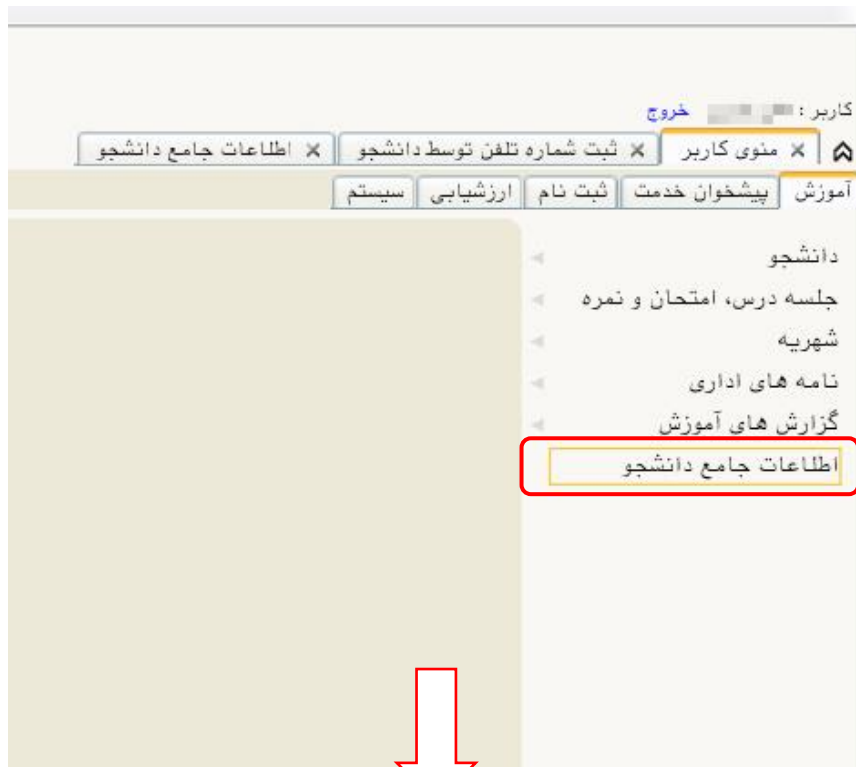 کاربر : خروج
منوی کاربر ثبت شماره تلفن توسط دانشجو اطلاعات جامع دانشجو
آموزش پیشخوان خدمت ثبت نام ارزشیابی سیستم
دانشجو
جلسه درس، امتحان و نمره
شهریه
نامه های اداری
گزارش های آموزش
اطلاعات جامع دانشجو